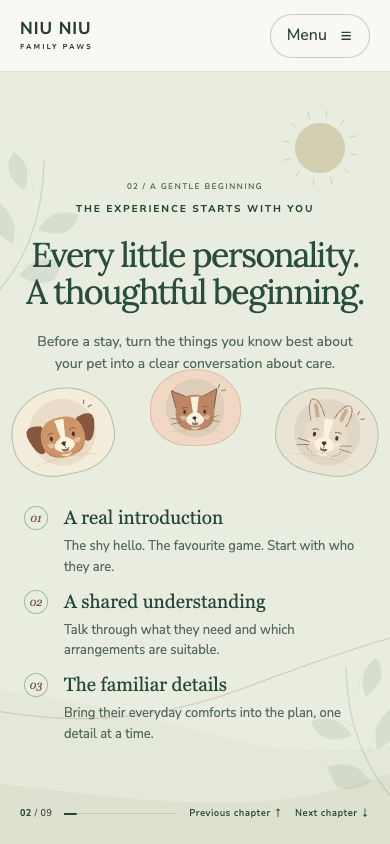 NIU NIU
FAMILY PAWS
Menu
02 / A GENTLE BEGINNING
THE EXPERIENCE STARTS WITH YOU
Every little personality.
A thoughtful beginning.
Before a stay, turn the things you know best about
your pet into a clear conversation about care.
01 A real introduction
The shy hello. The favourite game. Start with who
they are.
02 A shared understanding
Talk through what they need and which
arrangements are suitable.
03 The familiar details
Bring their everyday comforts into the plan, one
detail at a time.
02 / 09 Previous chapter ↑ Next chapter ↓